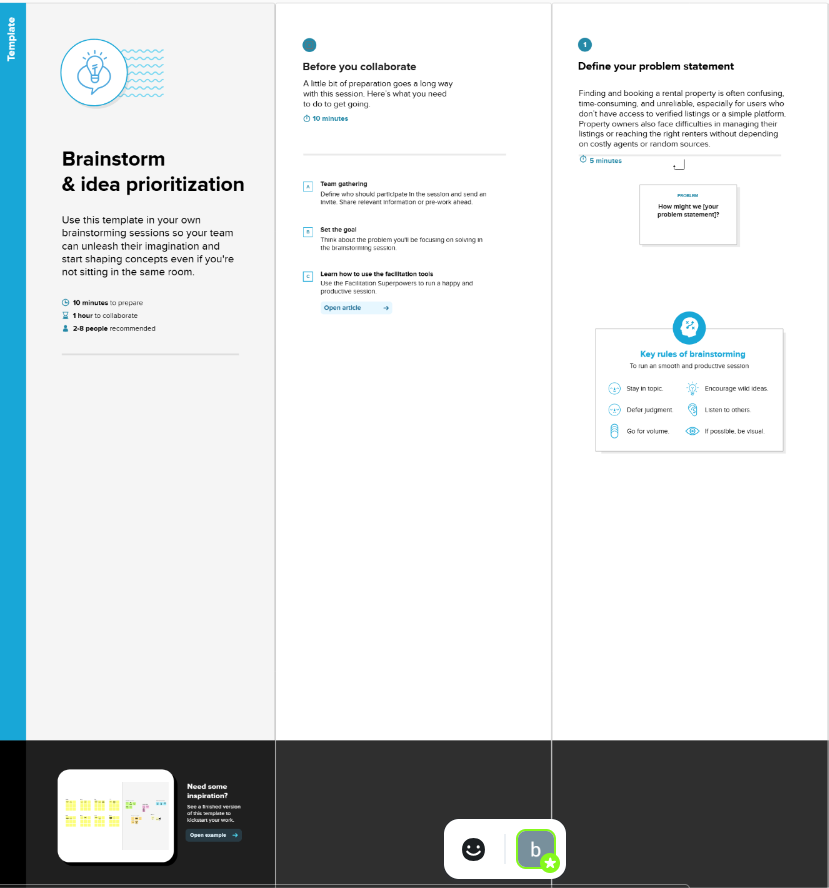 Template
Brainstorm
& idea prioritization
Use this template in your own
brainstorming sessions so your team
can unleash their imagination and
start shaping concepts even if you're
not sitting in the same room.
10 minutes to prepare
1 hour to collaborate
2-8 people recommended
Need some
inspiration?
See a finished version
of this template to
kickstart your work.
Open example
Before you collaborate
A little bit of preparation goes a long way
with this session. Here's what you need
to do to get going.
10 minutes
A
Team gathering
Define who should participate in the session and send an
invite. Share relevant information or pre-work ahead.
B
Set the goal
Think about the problem you'll be focusing on solving in
the brainstorming session.
C
Learn how to use the facilitation tools
Use the Facilitation Superpowers to run a happy and
productive session.
Open article
1
Define your problem statement
Finding and booking a rental property is often confusing,
time-consuming, and unreliable, especially for users who
don't have access to verified listings or a simple platform.
Property owners also face difficulties in managing their
listings or reaching the right renters without depending
on costly agents or random sources.
5 minutes
PROBLEM
How might we [your
problem statement]?
Key rules of brainstorming
To run an smooth and productive session
Stay in topic.
Encourage wild ideas.
Defer judgment.
Listen to others.
Go for volume.
If possible, be visual.
b